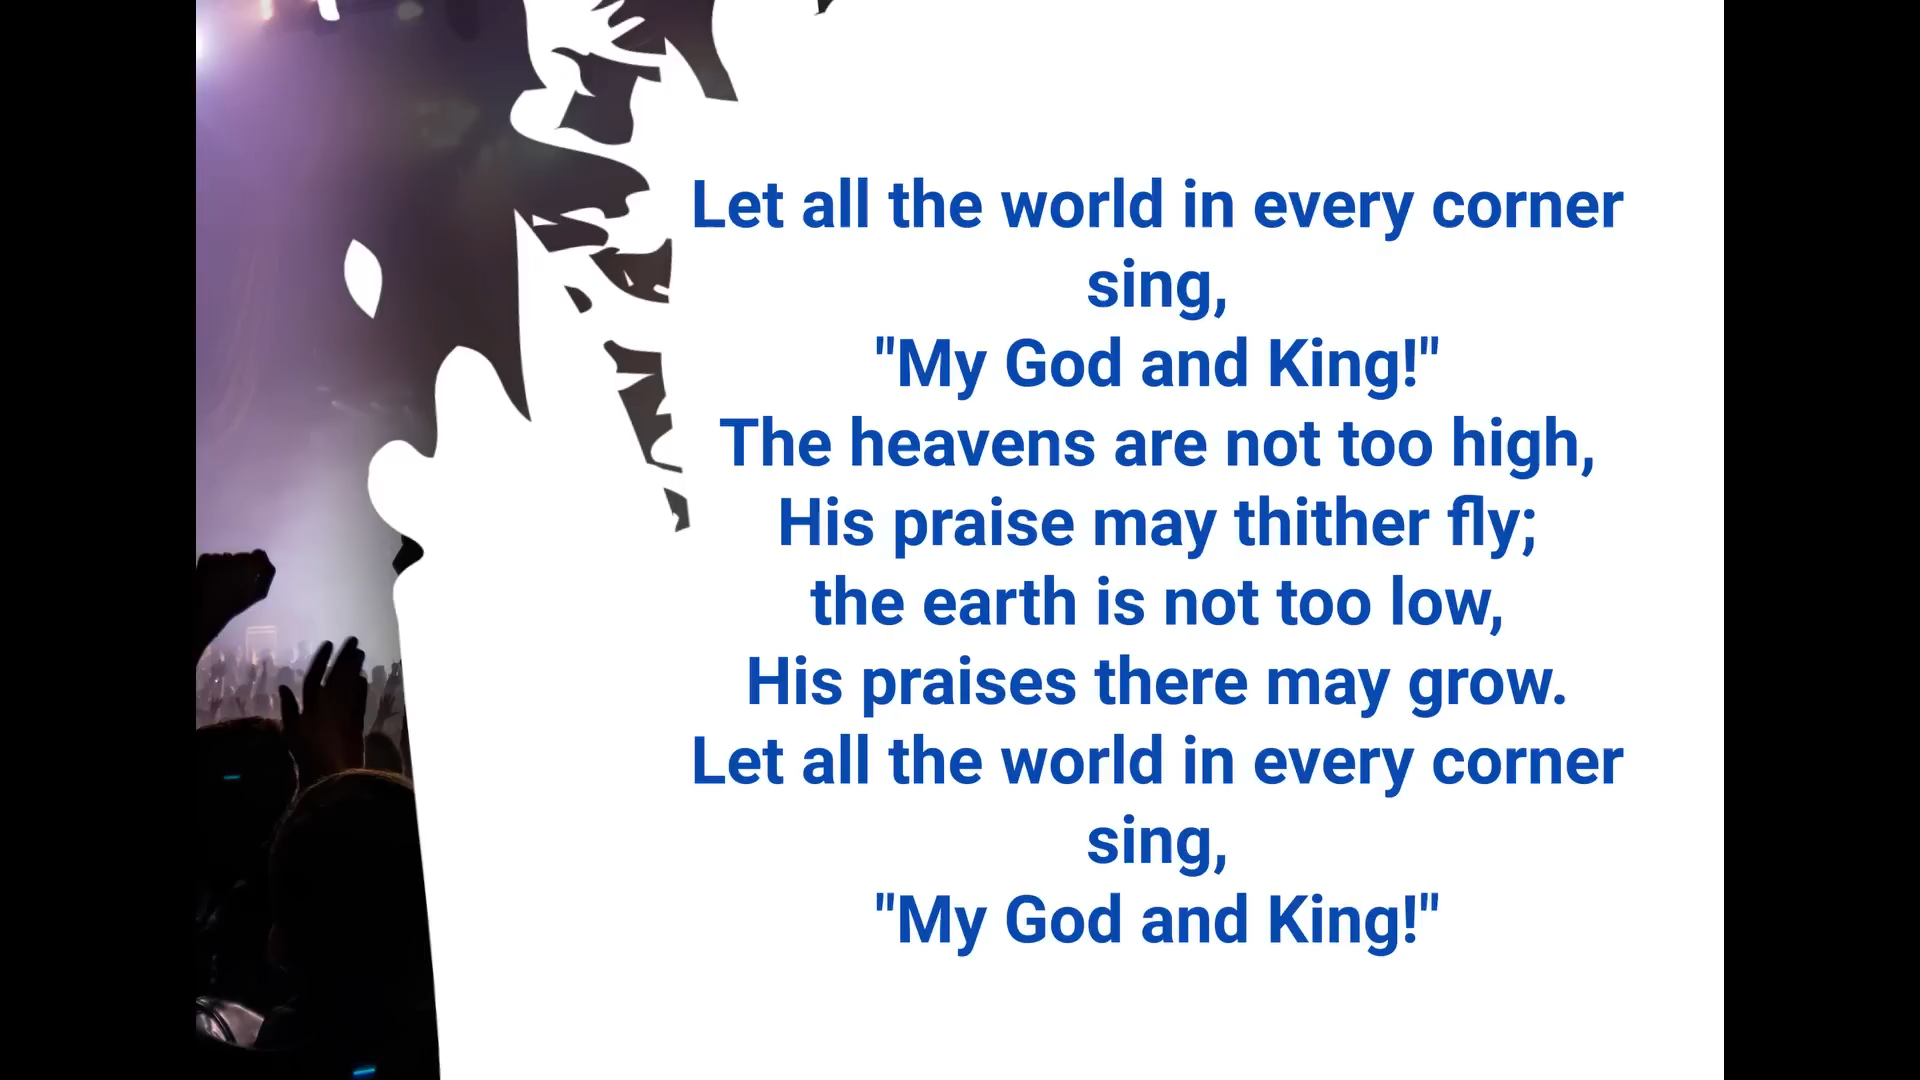 Let all the world in every corner
sing,
"My God and King!"
The heavens are not too high,
His praise may thither fly;
the earth is not too low,
His praises there may grow.
Let all the world in every corner
sing,
"My God and King!"